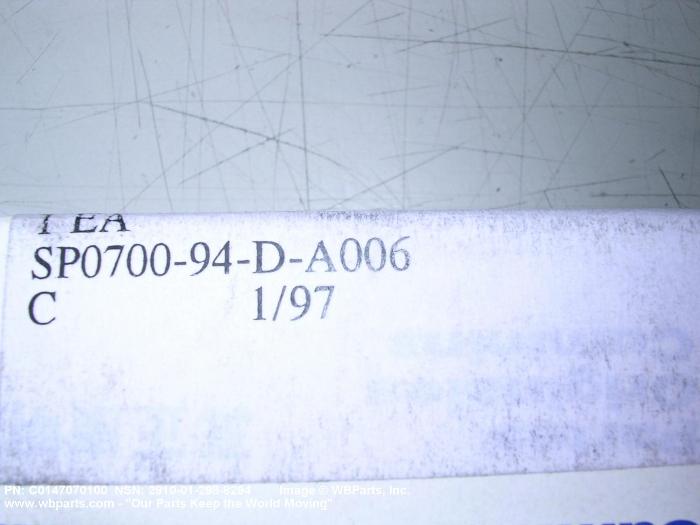 1 EA
SP0700-94-D-A006
C 1/97
PN: C0147070100 NSN: 2910-01-293-8294 Image © WBParts, Inc.
www.wbparts.com - "Our Parts Keep the World Moving"